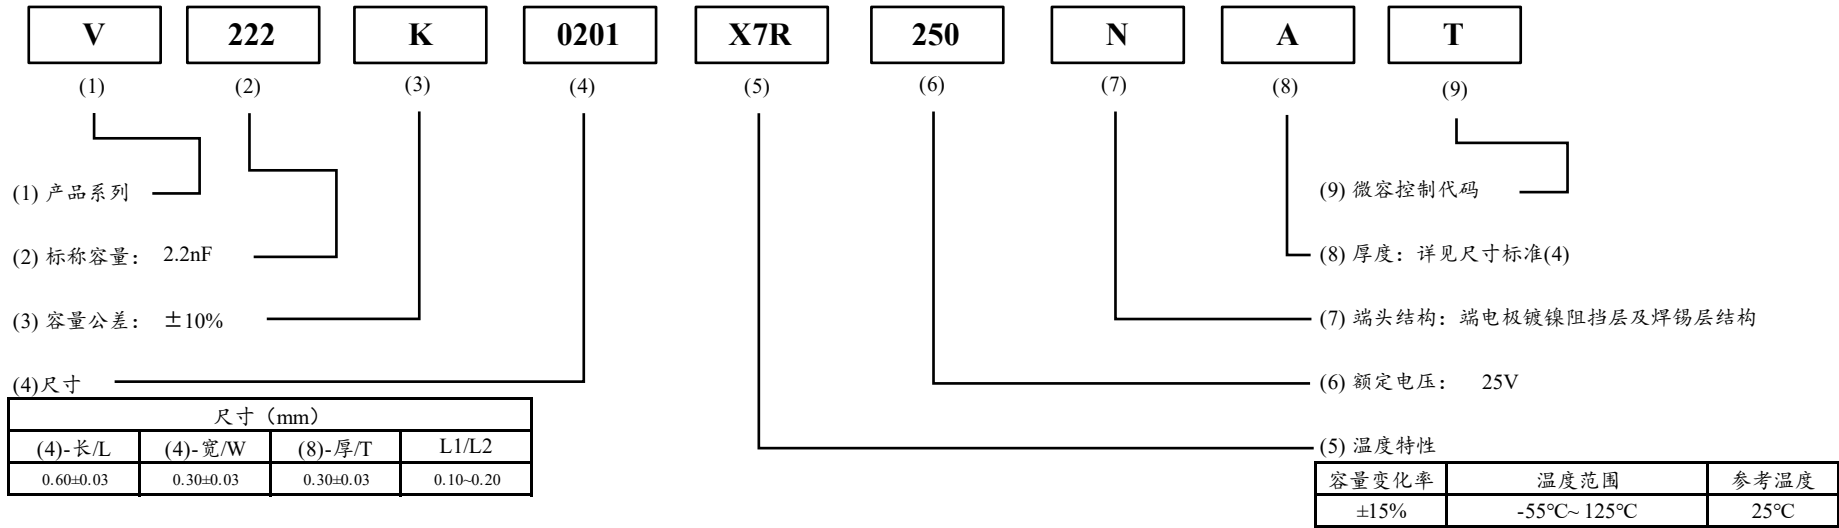 V 222 K 0201 X7R 250 N A T
(1) (2) (3) (4) (5) (6) (7) (8) (9)
(1) 产品系列
(9) 微容控制代码
(2) 标称容量： 2.2nF
(8) 厚度：详见尺寸标准(4)
(3) 容量公差： ±10%
(7) 端头结构：端电极镀镍阻挡层及焊锡层结构
(4)尺寸
(6) 额定电压： 25V
尺寸（mm）
(4)-长/L (4)-宽/W (8)-厚/T L1/L2
0.60±0.03 0.30±0.03 0.30±0.03 0.10~0.20
(5) 温度特性
容量变化率 温度范围 参考温度
±15% -55℃~ 125℃ 25℃